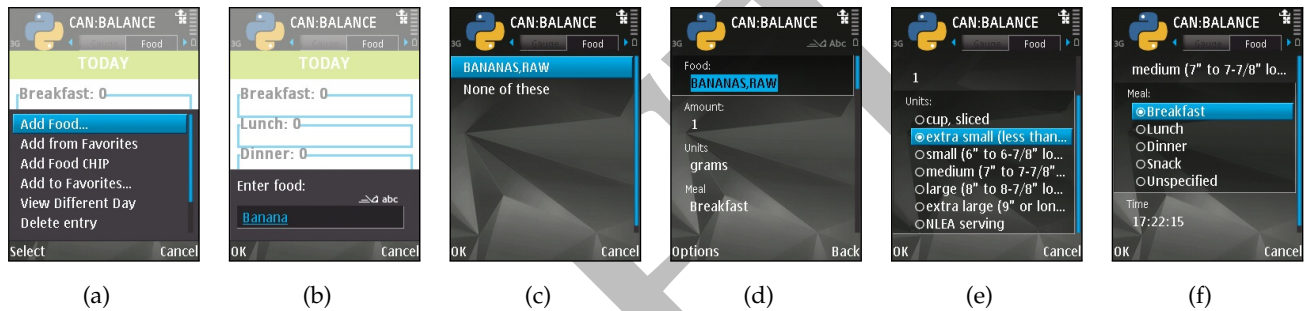 CAN:BALANCE
3G
Food
TODAY
Breakfast: 0
Add Food...
Add from Favorites
Add Food CHIP
Add to Favorites...
View Different Day
Delete entry
Select Cancel
(a)
CAN:BALANCE
3G
Food
TODAY
Breakfast: 0
Lunch: 0
Dinner: 0
Enter food:
abc
Banana
OK Cancel
(b)
CAN:BALANCE
3G
Food
BANANAS,RAW
None of these
OK Cancel
(c)
CAN:BALANCE
3G
Abc
Food:
BANANAS,RAW
Amount:
1
Units
grams
Meal
Breakfast
Options Back
(d)
CAN:BALANCE
3G
Food
1
Units:
cup, sliced
extra small (less than...
small (6" to 6-7/8" lo...
medium (7" to 7-7/8"...
large (8" to 8-7/8" lo...
extra large (9" or lon...
NLEA serving
OK Cancel
(e)
CAN:BALANCE
3G
Food
medium (7" to 7-7/8" lo...
Meal:
Breakfast
Lunch
Dinner
Snack
Unspecified
Time
17:22:15
OK Cancel
(f)